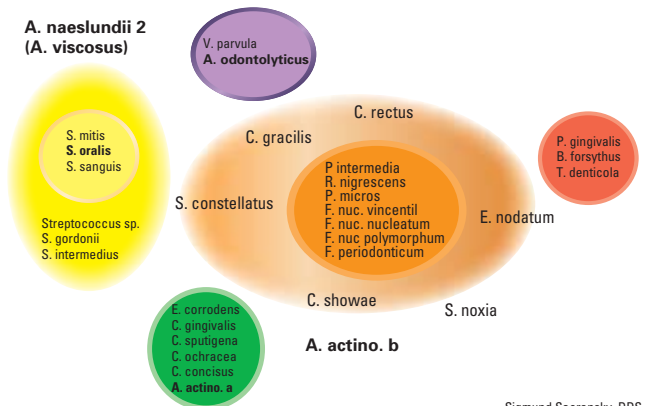 A. naeslundii 2
(A. viscosus)
V. parvula
A. odontolyticus
S. mitis
S. oralis
S. sanguis
Streptococcus sp.
S. gordonii
S. intermedius
C. rectus
C. gracilis
S. constellatus
P intermedia
R. nigrescens
P. micros
F. nuc. vincentil
F. nuc. nucleatum
F. nuc polymorphum
F. periodonticum
E. nodatum
C. showae
S. noxia
P. gingivalis
B. forsythus
T. denticola
E. corrodens
C. gingivalis
C. sputigena
C. ochracea
C. concisus
A. actino. a
A. actino. b